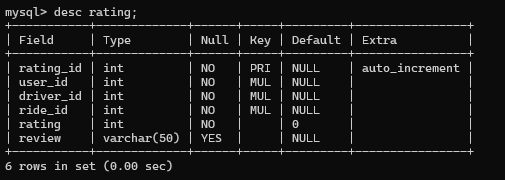 mysql> desc rating;
+-----------+-------------+------+-----+---------+----------------+
| Field     | Type        | Null | Key | Default | Extra          |
+-----------+-------------+------+-----+---------+----------------+
| rating_id | int         | NO   | PRI | NULL    | auto_increment |
| user_id   | int         | NO   | MUL | NULL    |                |
| driver_id | int         | NO   | MUL | NULL    |                |
| ride_id   | int         | NO   | MUL | NULL    |                |
| rating    | int         | NO   |     | 0       |                |
| review    | varchar(50) | YES  |     | NULL    |                |
+-----------+-------------+------+-----+---------+----------------+
6 rows in set (0.00 sec)